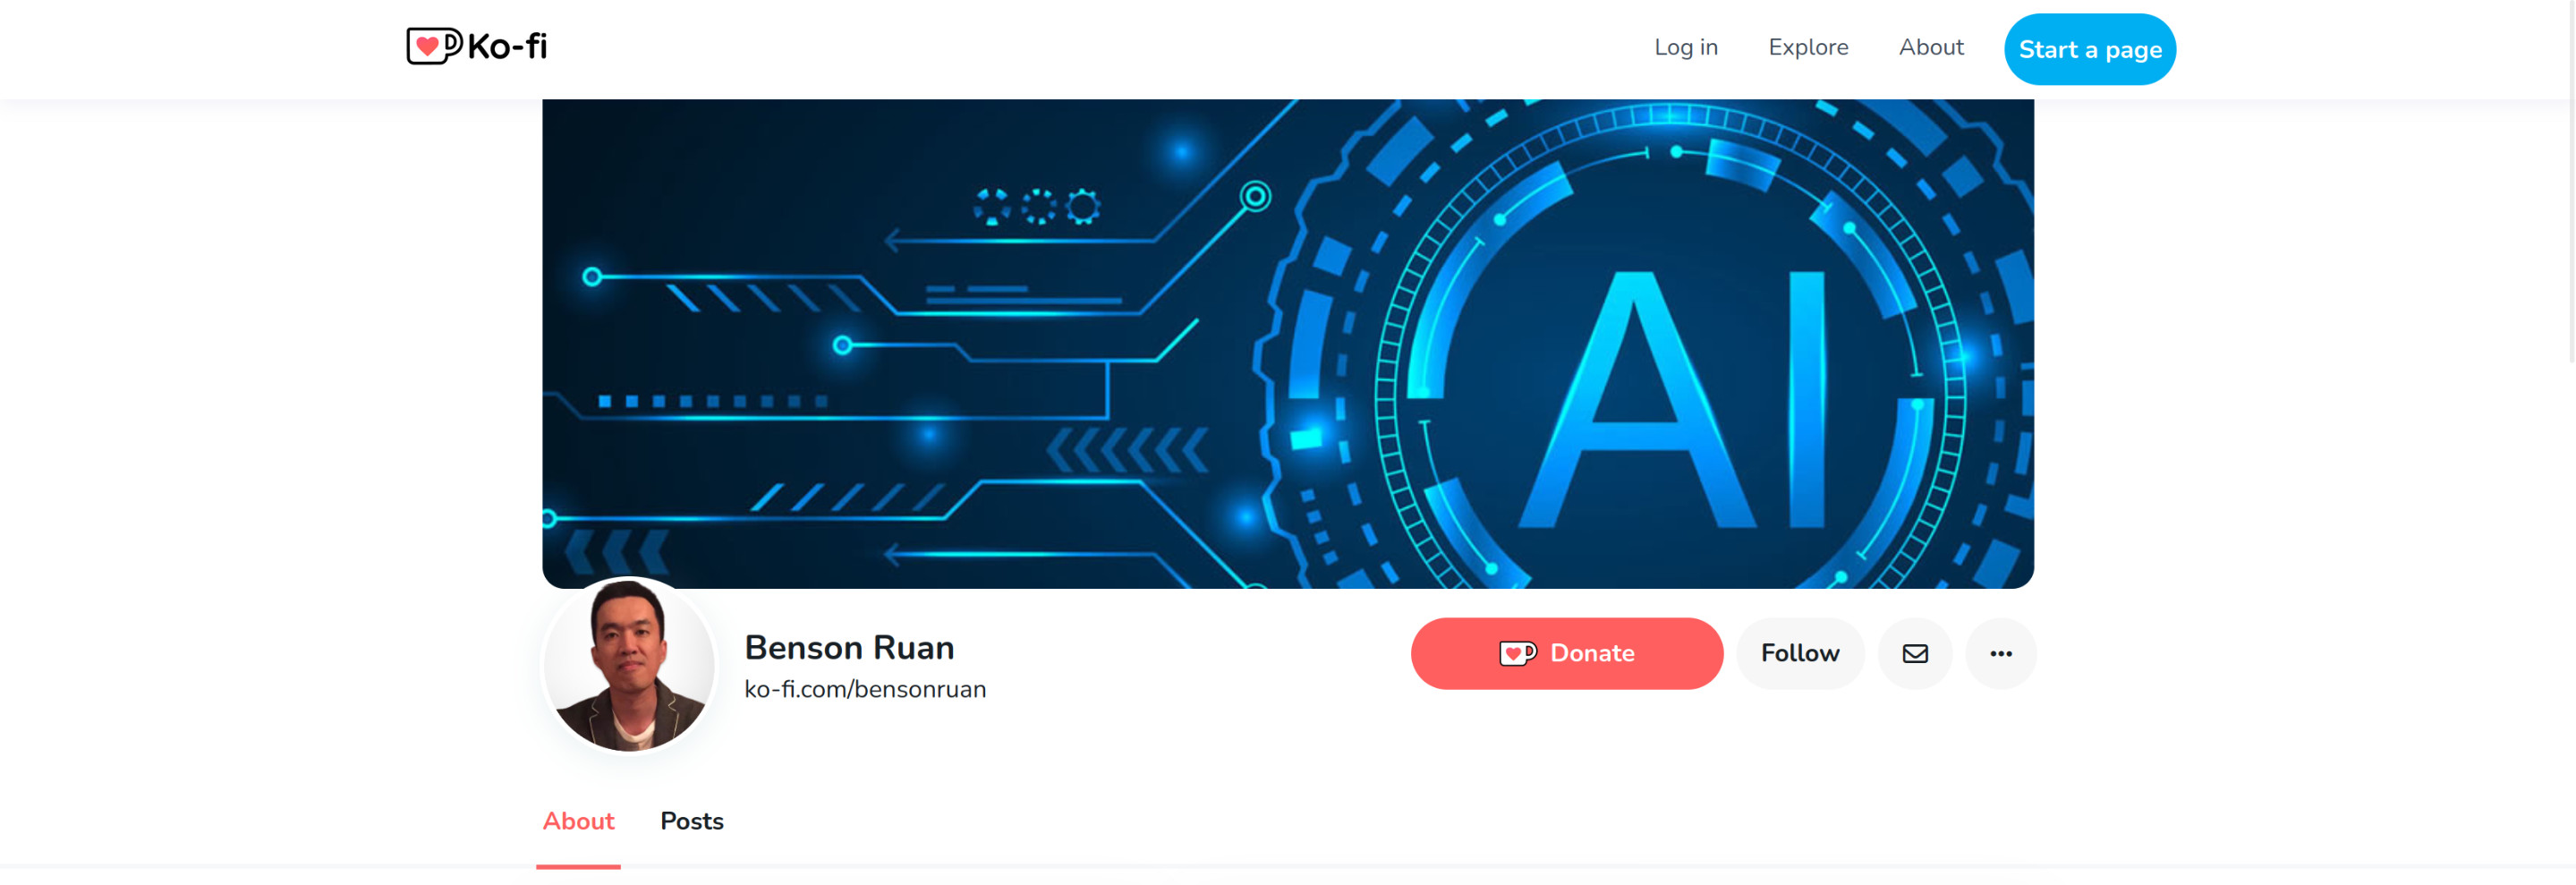 Ko-fi
Log in
Explore
About
Start a page
AI
Benson Ruan
ko-fi.com/bensonruan
Donate
Follow
About
Posts